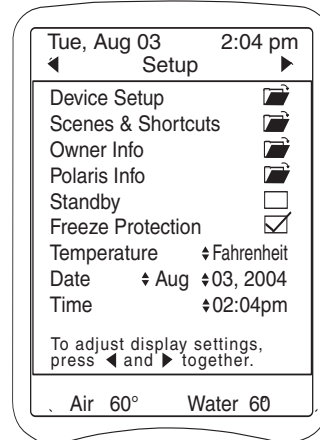 Tue, Aug 03 2:04 pm
Setup
Device Setup
Scenes & Shortcuts
Owner Info
Polaris Info
Standby
Freeze Protection
Temperature Fahrenheit
Date Aug 03, 2004
Time 02:04pm
To adjust display settings,
press ◀ and ▶ together.
Air 60° Water 60